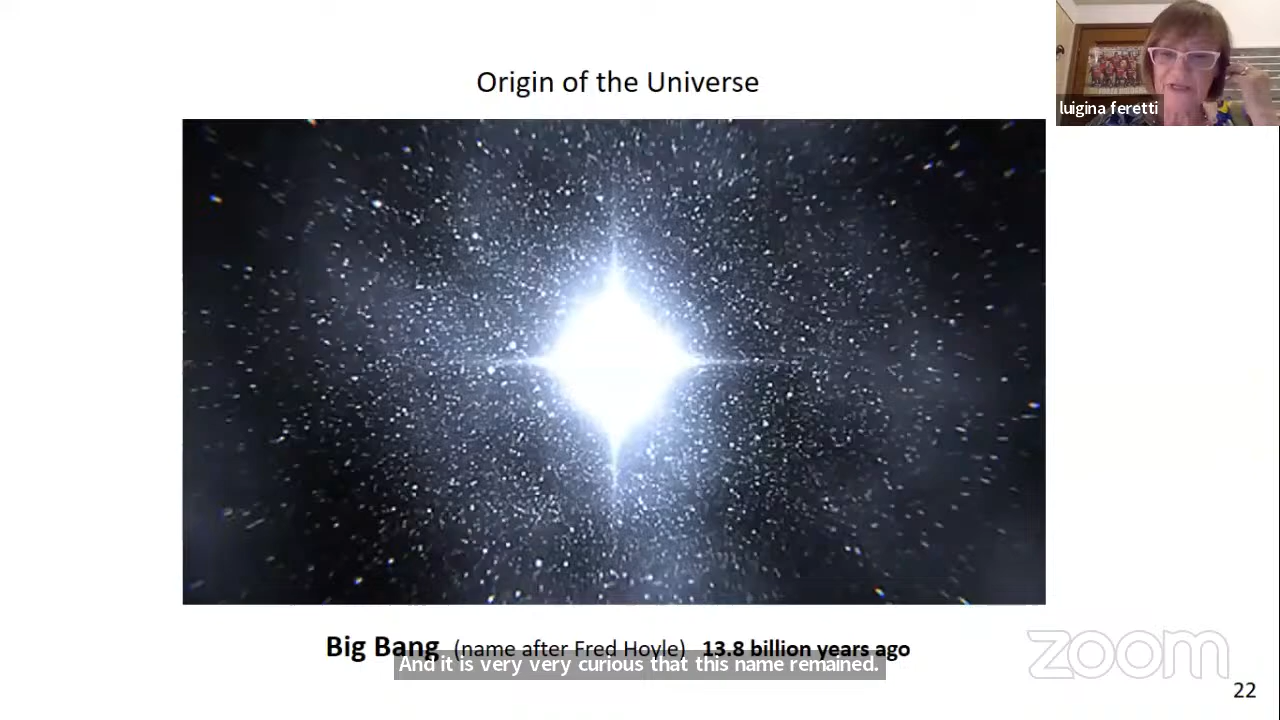 Origin of the Universe
luigina feretti
Big Bang (name after Fred Hoyle) 13.8 billion years ago
And it is very very curious that this name remained.
zoom
22